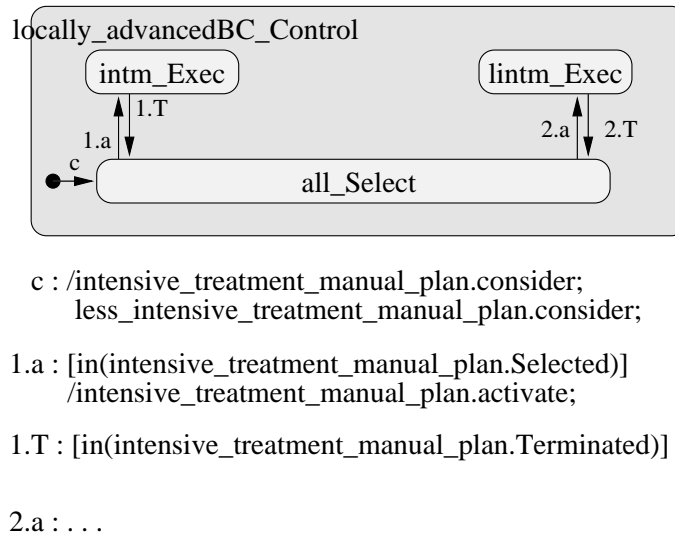 locally_advancedBC_Control
intm_Exec
lintm_Exec
1.T
1.a
2.a
2.T
c
all_Select
c : /intensive_treatment_manual_plan.consider;
less_intensive_treatment_manual_plan.consider;
1.a : [in(intensive_treatment_manual_plan.Selected)]
/intensive_treatment_manual_plan.activate;
1.T : [in(intensive_treatment_manual_plan.Terminated)]
2.a : . . .